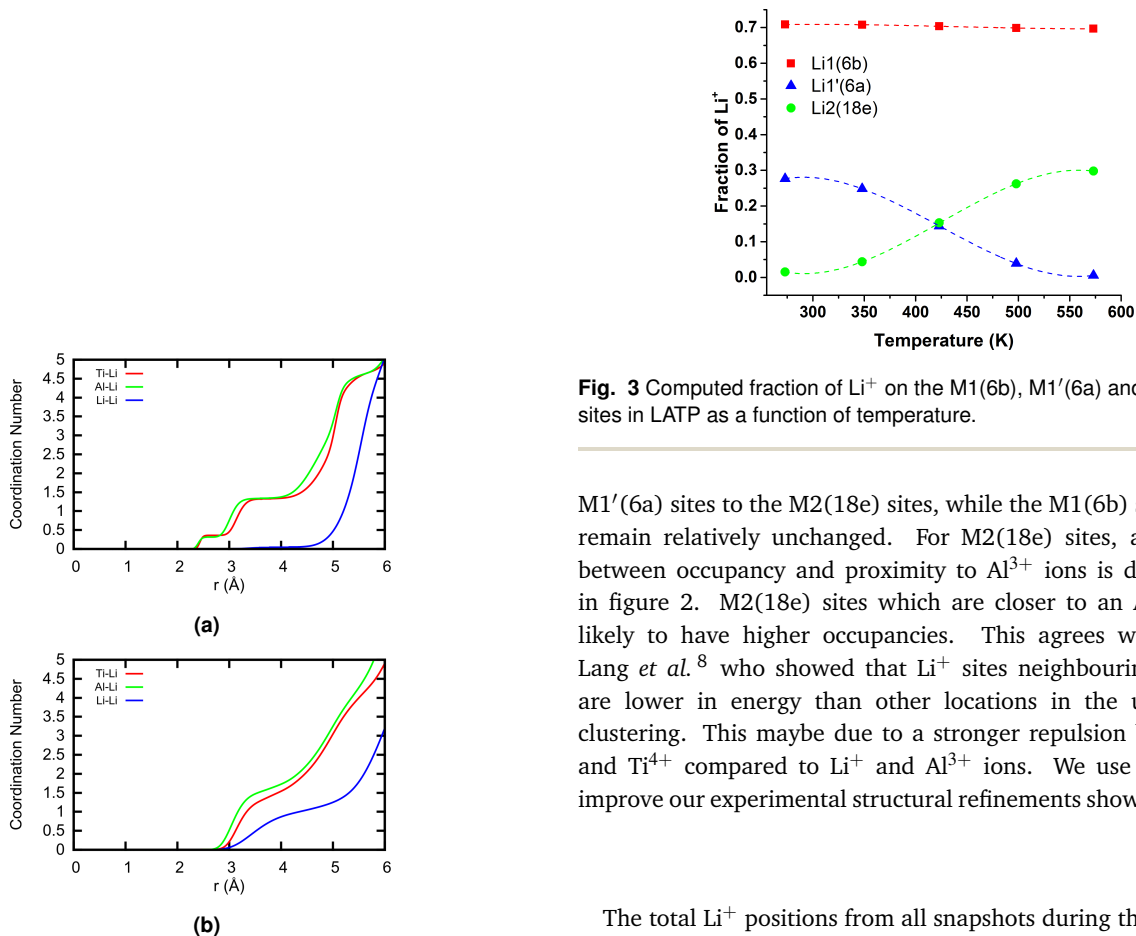 5
4.5
4
3.5
3
2.5
2
1.5
1
0.5
0
Coordination Number
Ti-Li
Al-Li
Li-Li
0 1 2 3 4 5 6
r (Å)
(a)
5
4.5
4
3.5
3
2.5
2
1.5
1
0.5
0
Coordination Number
Ti-Li
Al-Li
Li-Li
0 1 2 3 4 5 6
r (Å)
(b)
0.7
0.6
0.5
0.4
0.3
0.2
0.1
0.0
Fraction of Li⁺
Li1(6b)
Li1'(6a)
Li2(18e)
300 350 400 450 500 550 600
Temperature (K)
Fig. 3 Computed fraction of Li⁺ on the M1(6b), M1′(6a) and
sites in LATP as a function of temperature.
M1′(6a) sites to the M2(18e) sites, while the M1(6b)
remain relatively unchanged. For M2(18e) sites, a
between occupancy and proximity to Al³⁺ ions is d
in figure 2. M2(18e) sites which are closer to an
likely to have higher occupancies. This agrees w
Lang et al.⁸ who showed that Li⁺ sites neighbourin
are lower in energy than other locations in the u
clustering. This maybe due to a stronger repulsion
and Ti⁴⁺ compared to Li⁺ and Al³⁺ ions. We use
improve our experimental structural refinements show
The total Li⁺ positions from all snapshots during th